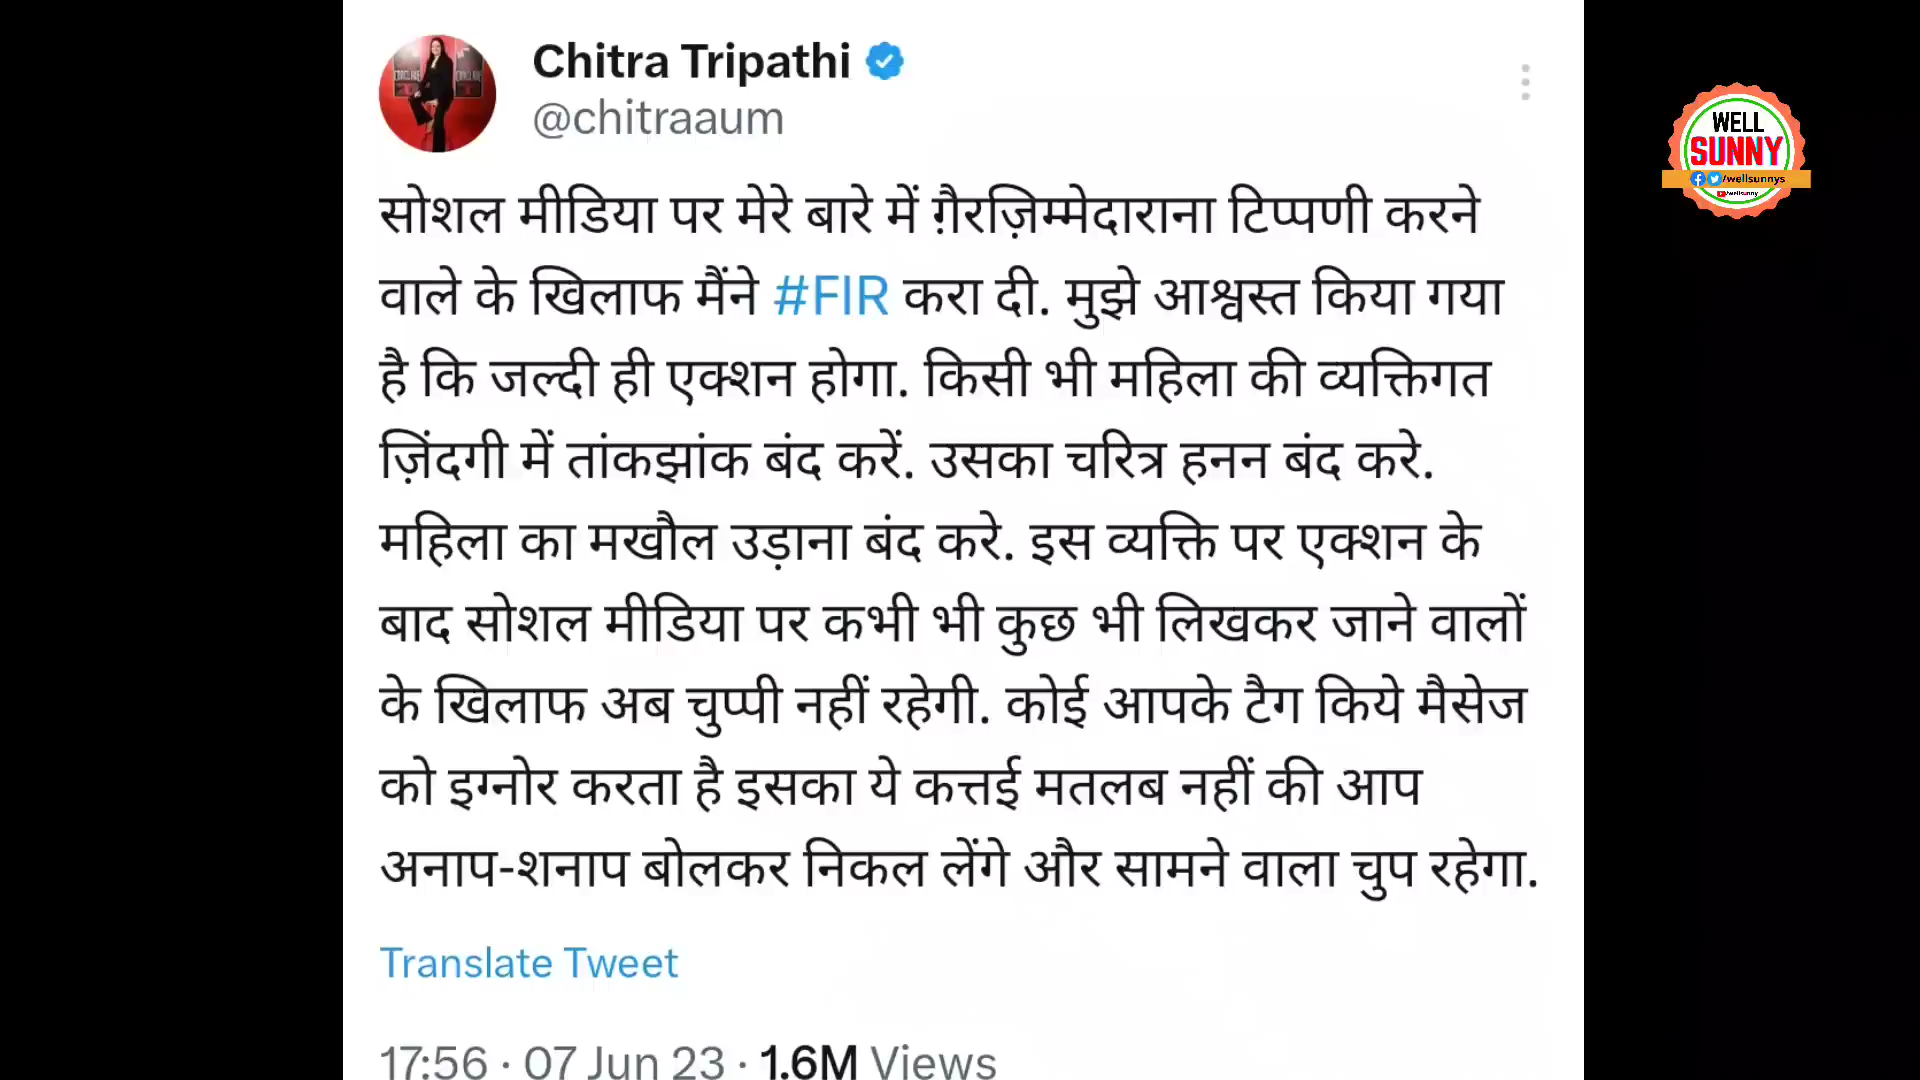 Chitra Tripathi
@chitraaum
सोशल मीडिया पर मेरे बारे में ग़ैरज़िम्मेदाराना टिप्पणी करने
वाले के खिलाफ मैंने #FIR करा दी. मुझे आश्वस्त किया गया
है कि जल्दी ही एक्शन होगा. किसी भी महिला की व्यक्तिगत
ज़िंदगी में तांकझांक बंद करें. उसका चरित्र हनन बंद करे.
महिला का मखौल उड़ाना बंद करे. इस व्यक्ति पर एक्शन के
बाद सोशल मीडिया पर कभी भी कुछ भी लिखकर जाने वालों
के खिलाफ अब चुप्पी नहीं रहेगी. कोई आपके टैग किये मैसेज
को इग्नोर करता है इसका ये कत्तई मतलब नहीं की आप
अनाप-शनाप बोलकर निकल लेंगे और सामने वाला चुप रहेगा.
Translate Tweet
17:56 · 07 Jun 23 · 1.6M Views
WELL
SUNNY
/wellsunnys
/wellsunny